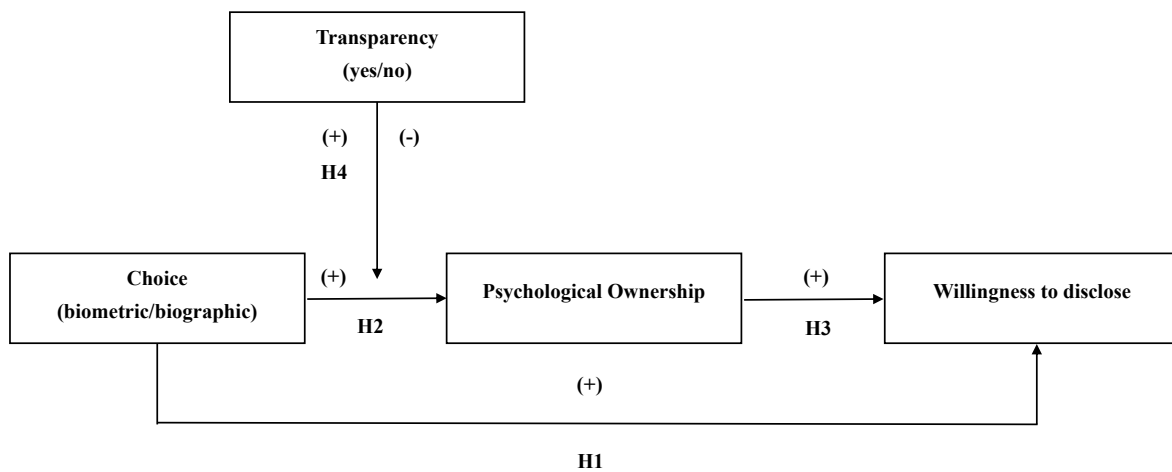 Transparency
(yes/no)
(+) (-)
H4
Choice
(biometric/biographic)
(+)
H2
Psychological Ownership
(+)
H3
Willingness to disclose
(+)
H1